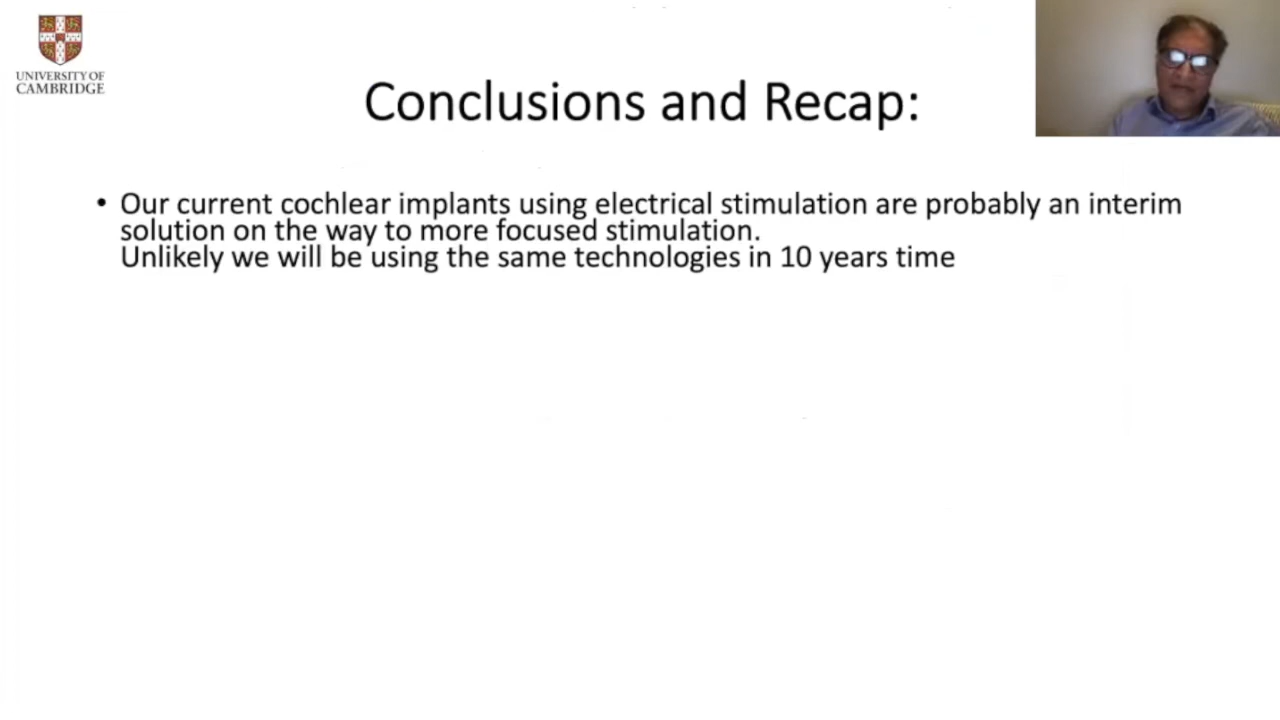 UNIVERSITY OF
CAMBRIDGE
Conclusions and Recap:
• Our current cochlear implants using electrical stimulation are probably an interim
solution on the way to more focused stimulation.
Unlikely we will be using the same technologies in 10 years time